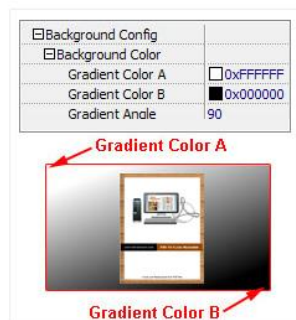 Background Config
Background Color
Gradient Color A 0xFFFFFF
Gradient Color B 0x000000
Gradient Angle 90
Gradient Color A
Gradient Color B